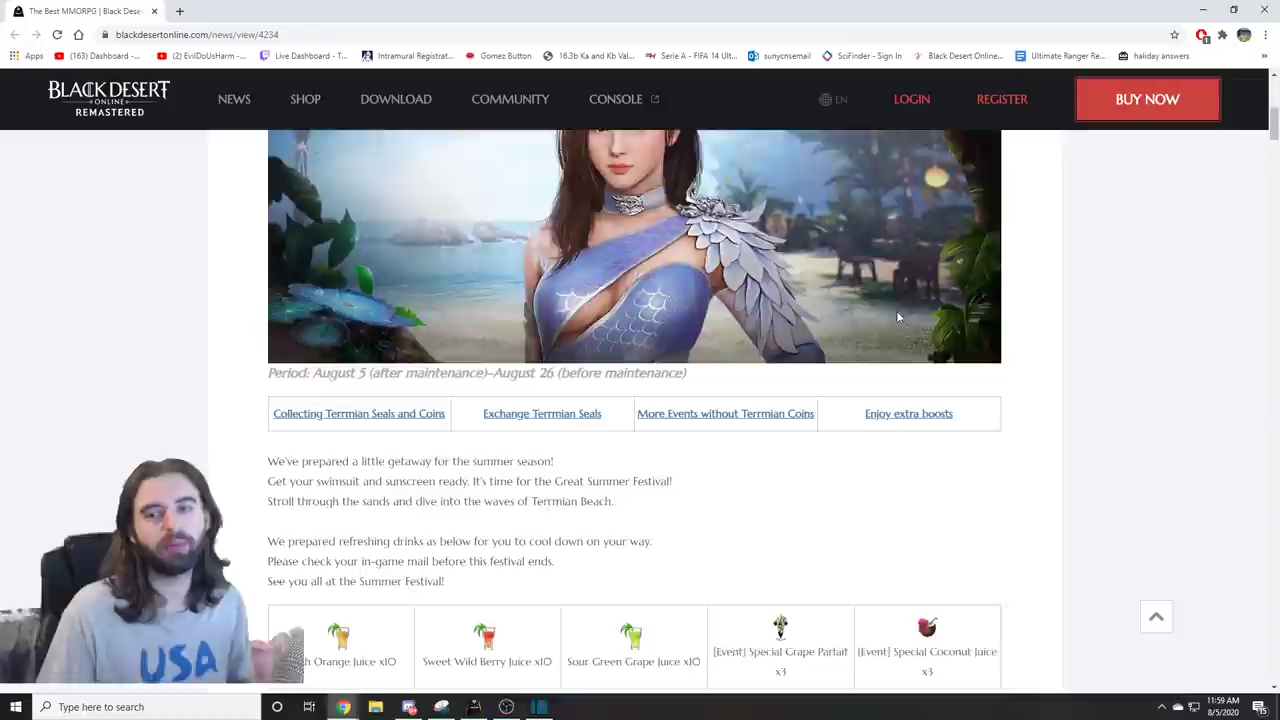 The Best MMORPG | Black Dese
blackdesertonline.com/news/view/4234
Apps
(163) Dashboard -...
(2) EvilDoUsHarm -...
Live Dashboard - T...
Intramural Registrat...
Gomez Button
16.3b Ka and Kb Val...
Serie A - FIFA 14 Ult...
sunycnsemail
SciFinder - Sign In
Black Desert Online...
Ultimate Ranger Re...
haliday answers
»
BLACK DESERT
ONLINE
REMASTERED
NEWS
SHOP
DOWNLOAD
COMMUNITY
CONSOLE
EN
LOGIN
REGISTER
BUY NOW
Period: August 5 (after maintenance)–August 26 (before maintenance)
Collecting Terrmian Seals and Coins
Exchange Terrmian Seals
More Events without Terrmian Coins
Enjoy extra boosts
We've prepared a little getaway for the summer season!
Get your swimsuit and sunscreen ready. It's time for the Great Summer Festival!
Stroll through the sands and dive into the waves of Terrmian Beach.
We prepared refreshing drinks as below for you to cool down on your way.
Please check your in-game mail before this festival ends.
See you all at the Summer Festival!
h Orange Juice x10
Sweet Wild Berry Juice x10
Sour Green Grape Juice x10
[Event] Special Grape Parfait
x3
[Event] Special Coconut Juice
x3
USA
Type here to search
11:59 AM
8/5/2020
15